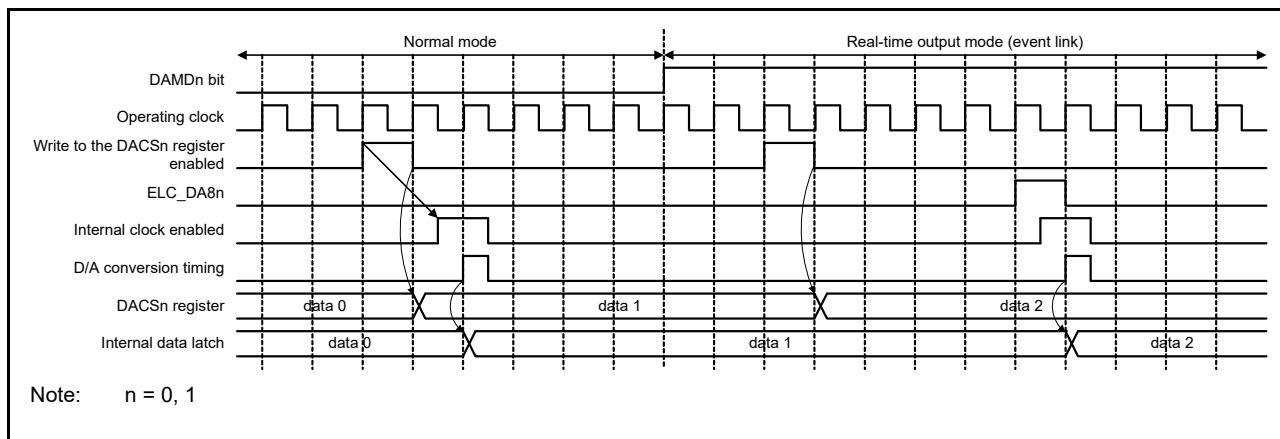 Normal mode
Real-time output mode (event link)
DAMDn bit
Operating clock
Write to the DACSn register
enabled
ELC_DA8n
Internal clock enabled
D/A conversion timing
DACSn register
data 0
data 1
data 2
Internal data latch
data 0
data 1
data 2
Note: n = 0, 1